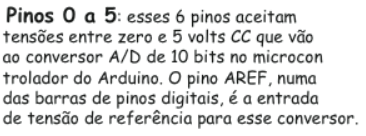 Pinos 0 a 5: esses 6 pinos aceitam
tensões entre zero e 5 volts CC que vão
ao conversor A/D de 10 bits no microcon
trolador do Arduino. O pino AREF, numa
das barras de pinos digitais, é a entrada
de tensão de referência para esse conversor.